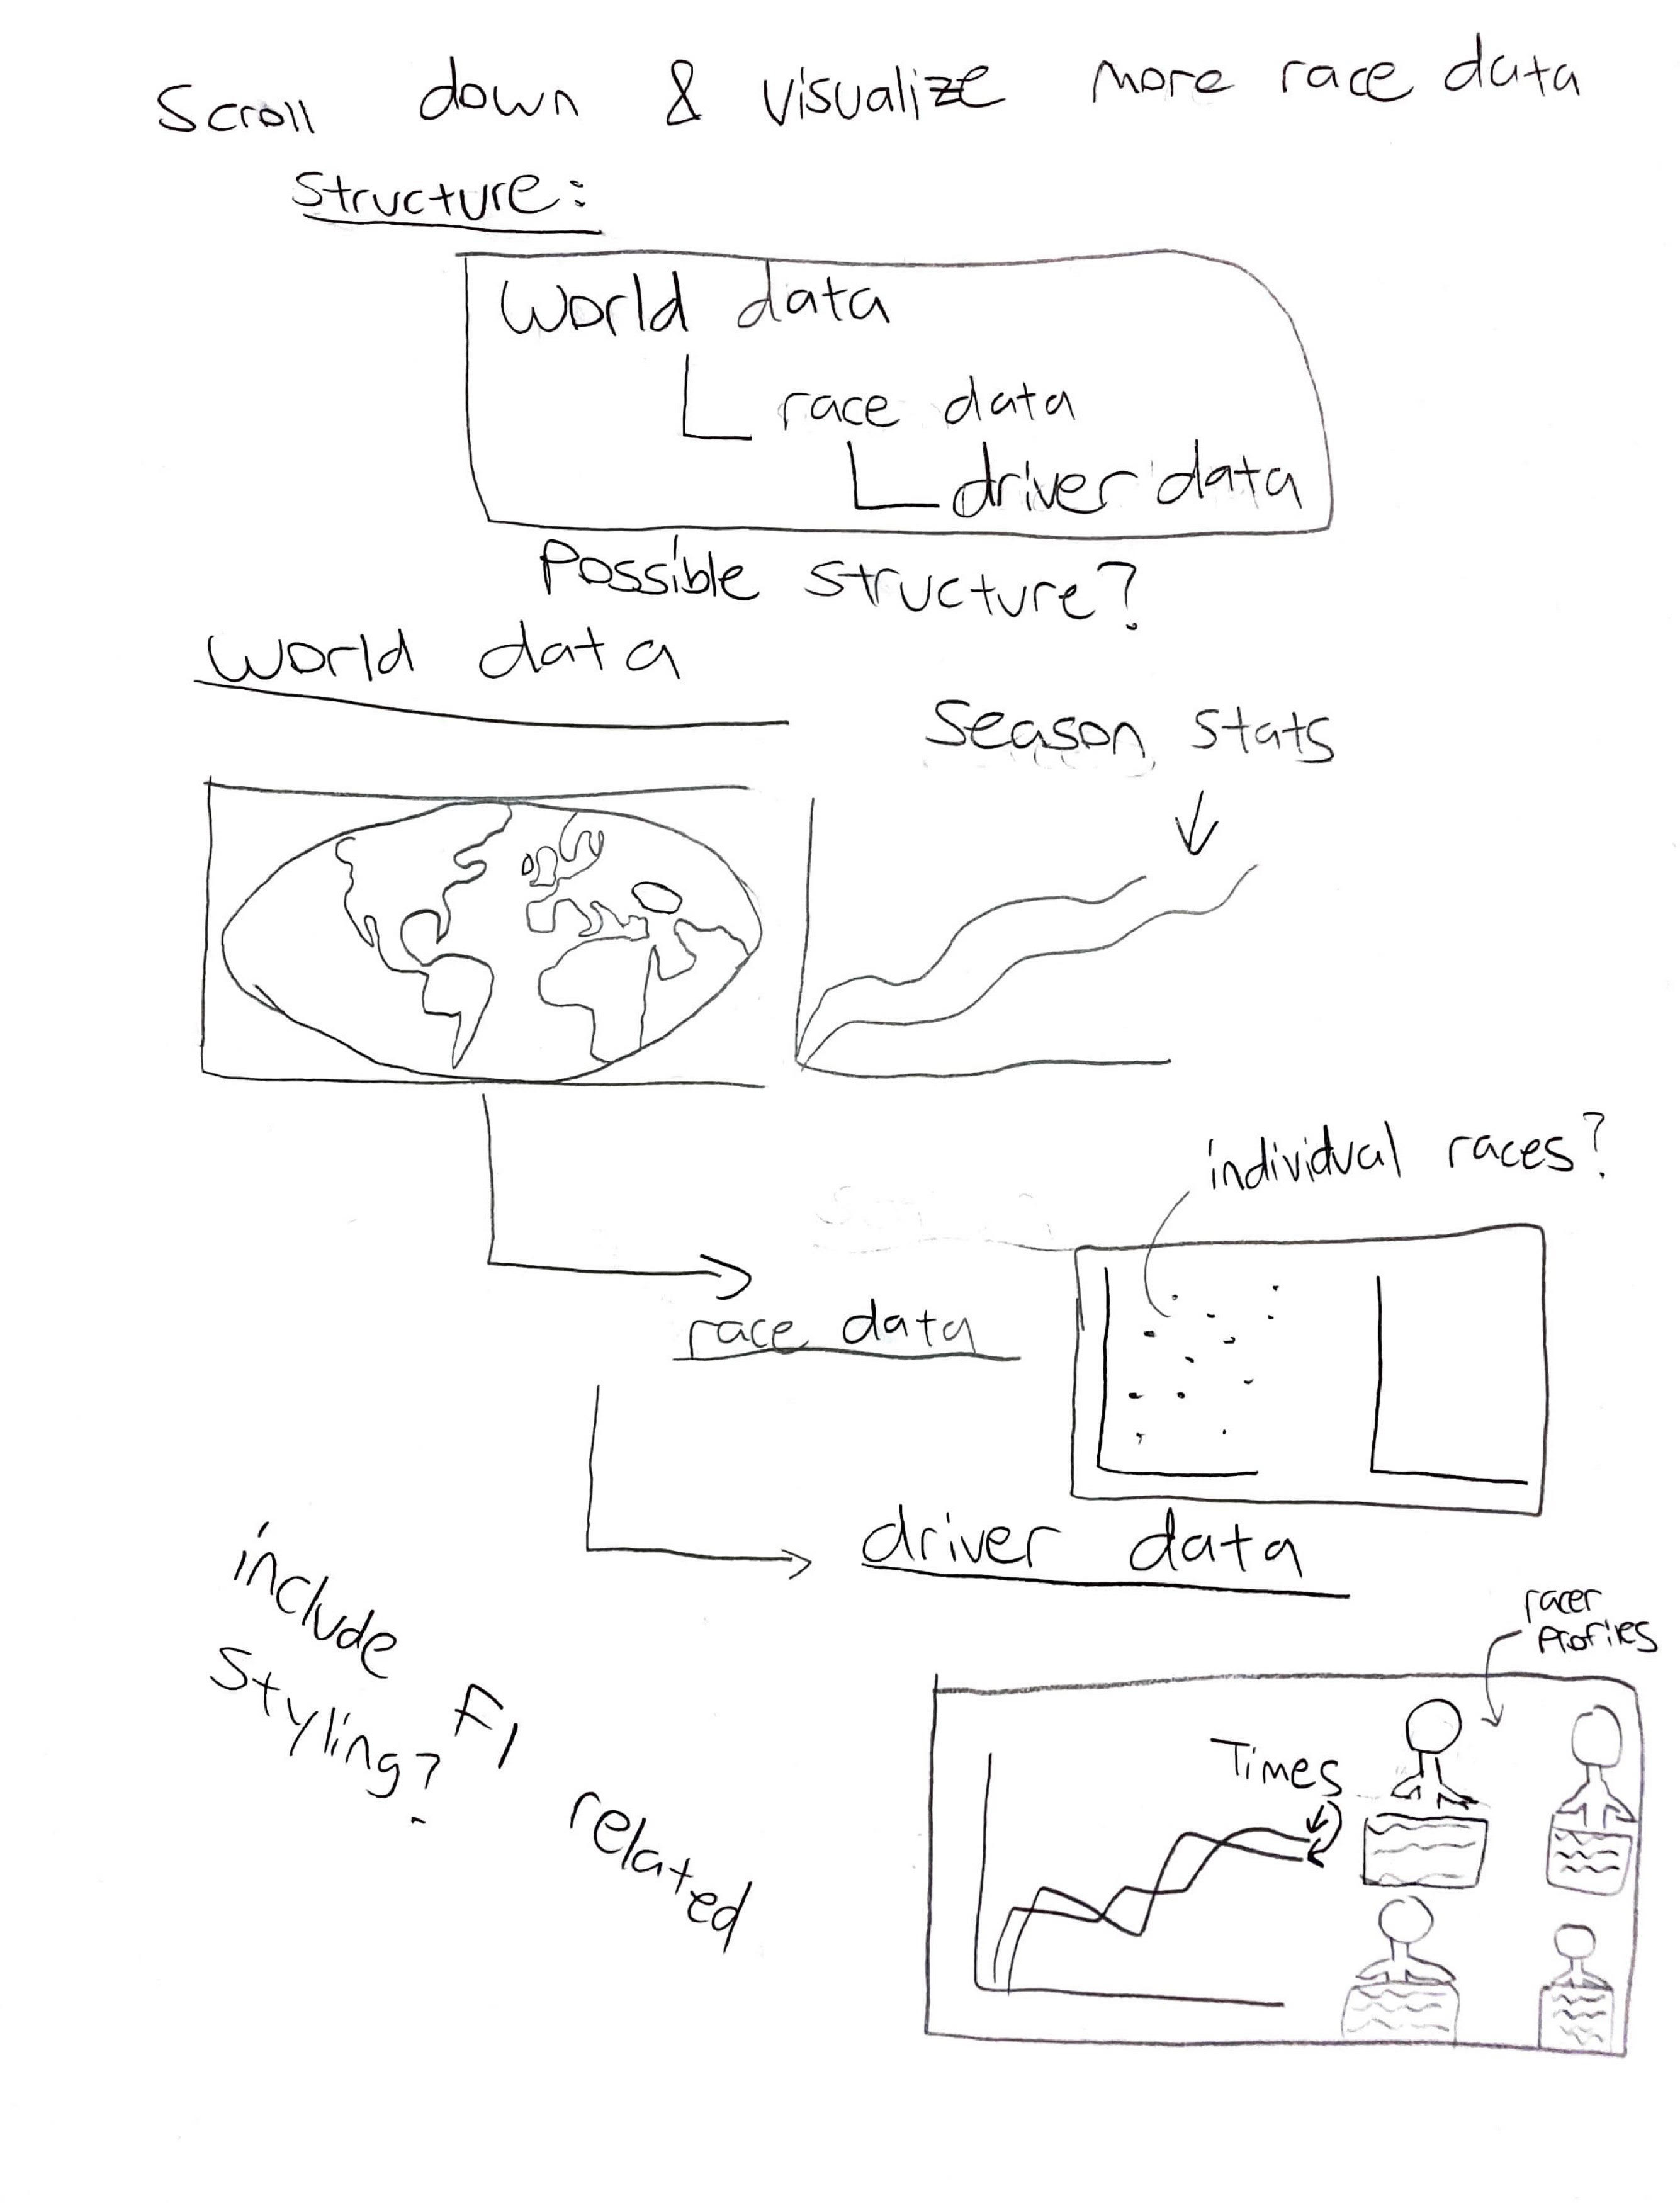 Scroll down & visualize more race data
Structure:
World data
race data
driver data
Possible structure?
world data
Season stats
individual races?
race data
driver data
include F1 related
Styling?
racer
Profiles
Times